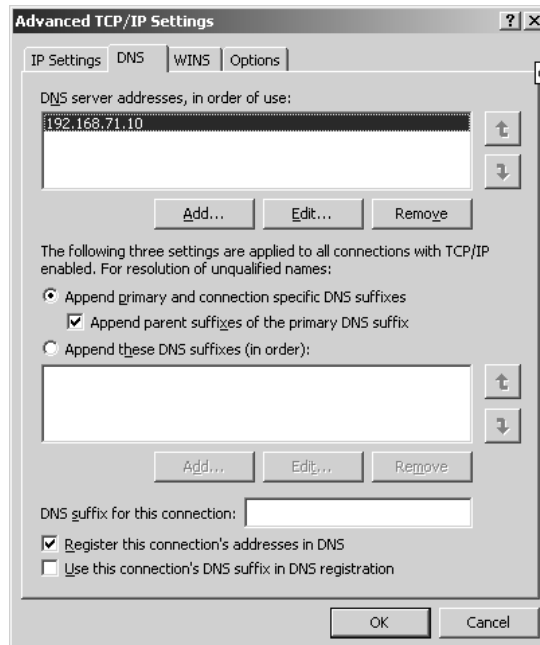 Advanced TCP/IP Settings
IP Settings DNS WINS Options
DNS server addresses, in order of use:
192.168.71.10
Add... Edit... Remove
The following three settings are applied to all connections with TCP/IP
enabled. For resolution of unqualified names:
Append primary and connection specific DNS suffixes
Append parent suffixes of the primary DNS suffix
Append these DNS suffixes (in order):
Add... Edit... Remove
DNS suffix for this connection:
Register this connection's addresses in DNS
Use this connection's DNS suffix in DNS registration
OK Cancel